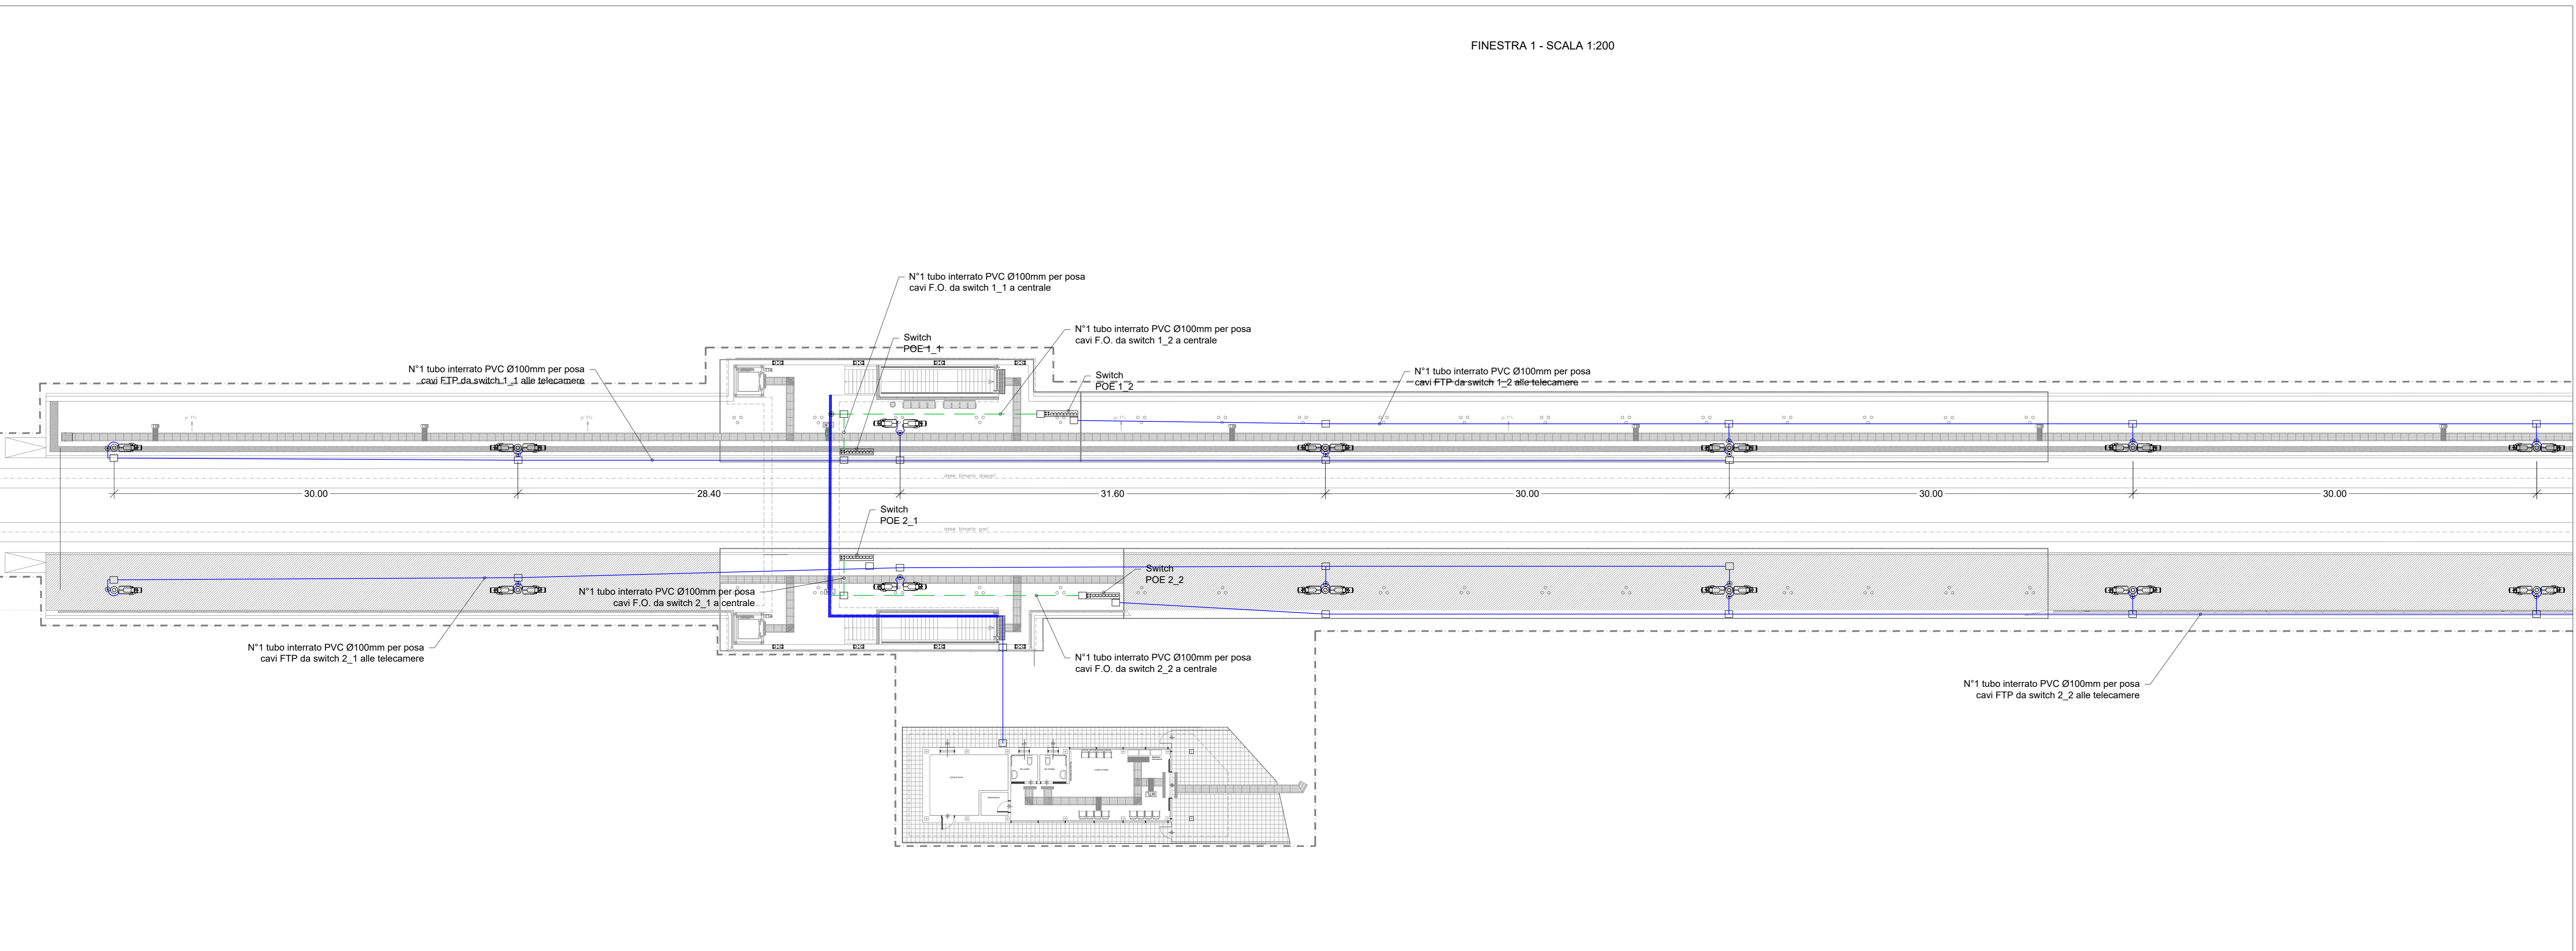 FINESTRA 1 - SCALA 1:200
N°1 tubo interrato PVC Ø100mm per posa
cavi F.O. da switch 1_1 a centrale
N°1 tubo interrato PVC Ø100mm per posa
cavi F.O. da switch 1_2 a centrale
Switch
POE 1_1
N°1 tubo interrato PVC Ø100mm per posa
cavi FTP da switch 1_1 alle telecamere
Switch
POE 1_2
N°1 tubo interrato PVC Ø100mm per posa
cavi FTP da switch 1_2 alle telecamere
asse binario dispari
30.00
28.40
31.60
30.00
30.00
30.00
Switch
POE 2_1
asse binario pari
Switch
POE 2_2
N°1 tubo interrato PVC Ø100mm per posa
cavi F.O. da switch 2_1 a centrale
N°1 tubo interrato PVC Ø100mm per posa
cavi FTP da switch 2_1 alle telecamere
N°1 tubo interrato PVC Ø100mm per posa
cavi F.O. da switch 2_2 a centrale
N°1 tubo interrato PVC Ø100mm per posa
cavi FTP da switch 2_2 alle telecamere